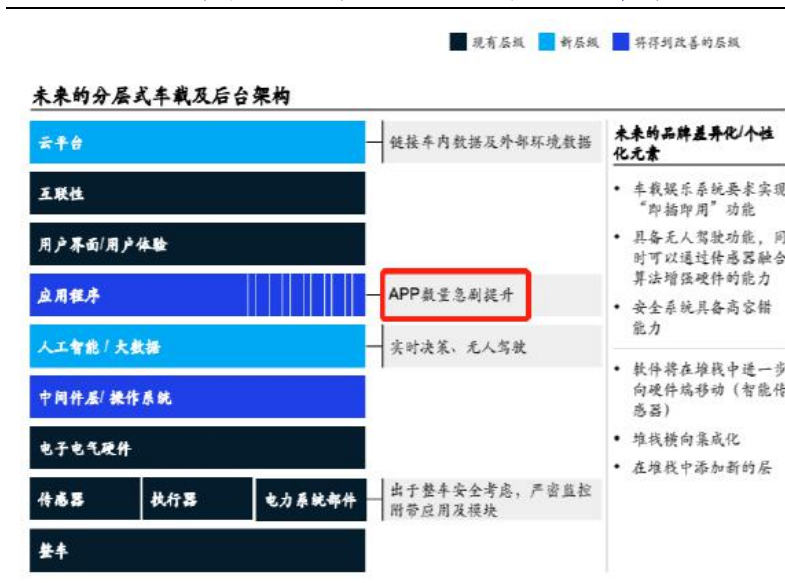 现有层级 新层级 将得到改善的层级
未来的分层式车载及后台架构
云平台
链接车内数据及外部环境数据
互联性
用户界面/用户体验
应用程序
APP数量急剧提升
人工智能 / 大数据
实时决策、无人驾驶
中间件层/ 操作系统
电子电气硬件
传感器 执行器 电力系统部件
出于整车安全考虑,严密监控
附带应用及模块
整车
未来的品牌差异化/个性
化元素
• 车载娱乐系统要求实现
“即插即用”功能
• 具备无人驾驶功能,同
时可以通过传感器融合
算法增强硬件的能力
• 安全系统具备高容错
能力
• 软件将在堆栈中进一步
向硬件端移动(智能传
感器)
• 堆栈横向集成化
• 在堆栈中添加新的层